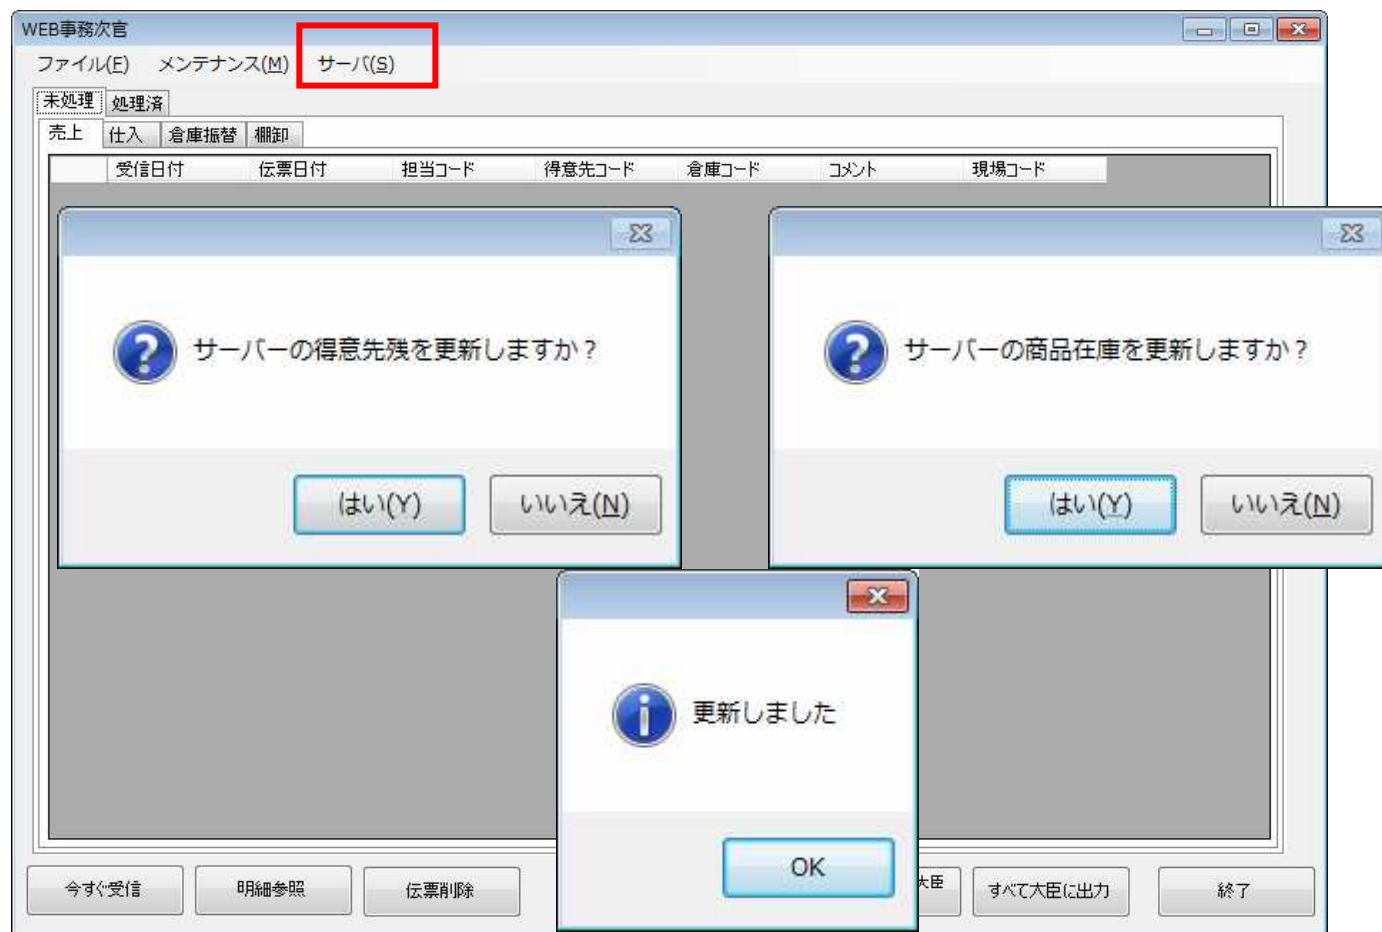 WEB事務次官
ファイル(F) メンテナンス(M) サーバ(S)
未処理 処理済
売上 仕入 倉庫振替 棚卸
受信日付 伝票日付 担当コード 得意先コード 倉庫コード コメント 現場コード
サーバーの得意先残を更新しますか？
はい(Y) いいえ(N)
サーバーの商品在庫を更新しますか？
はい(Y) いいえ(N)
更新しました
OK
今すぐ受信 明細参照 伝票削除 大臣 すべて大臣に出力 終了